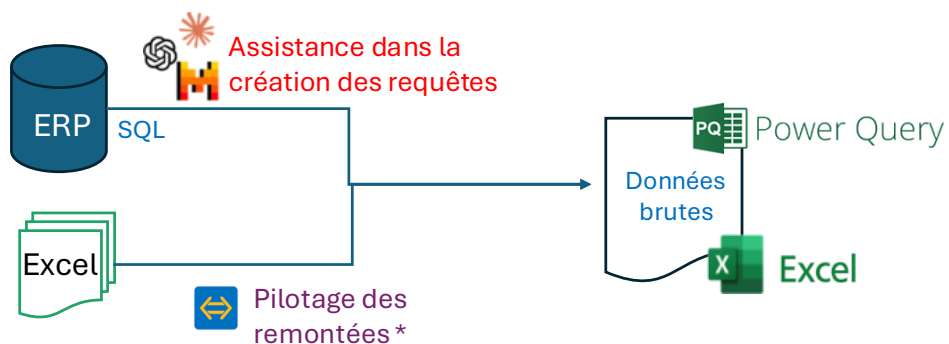 Assistance dans la
création des requêtes
ERP
SQL
PQ
Power Query
Données
brutes
Excel
X
Excel
Pilotage des
remontées *